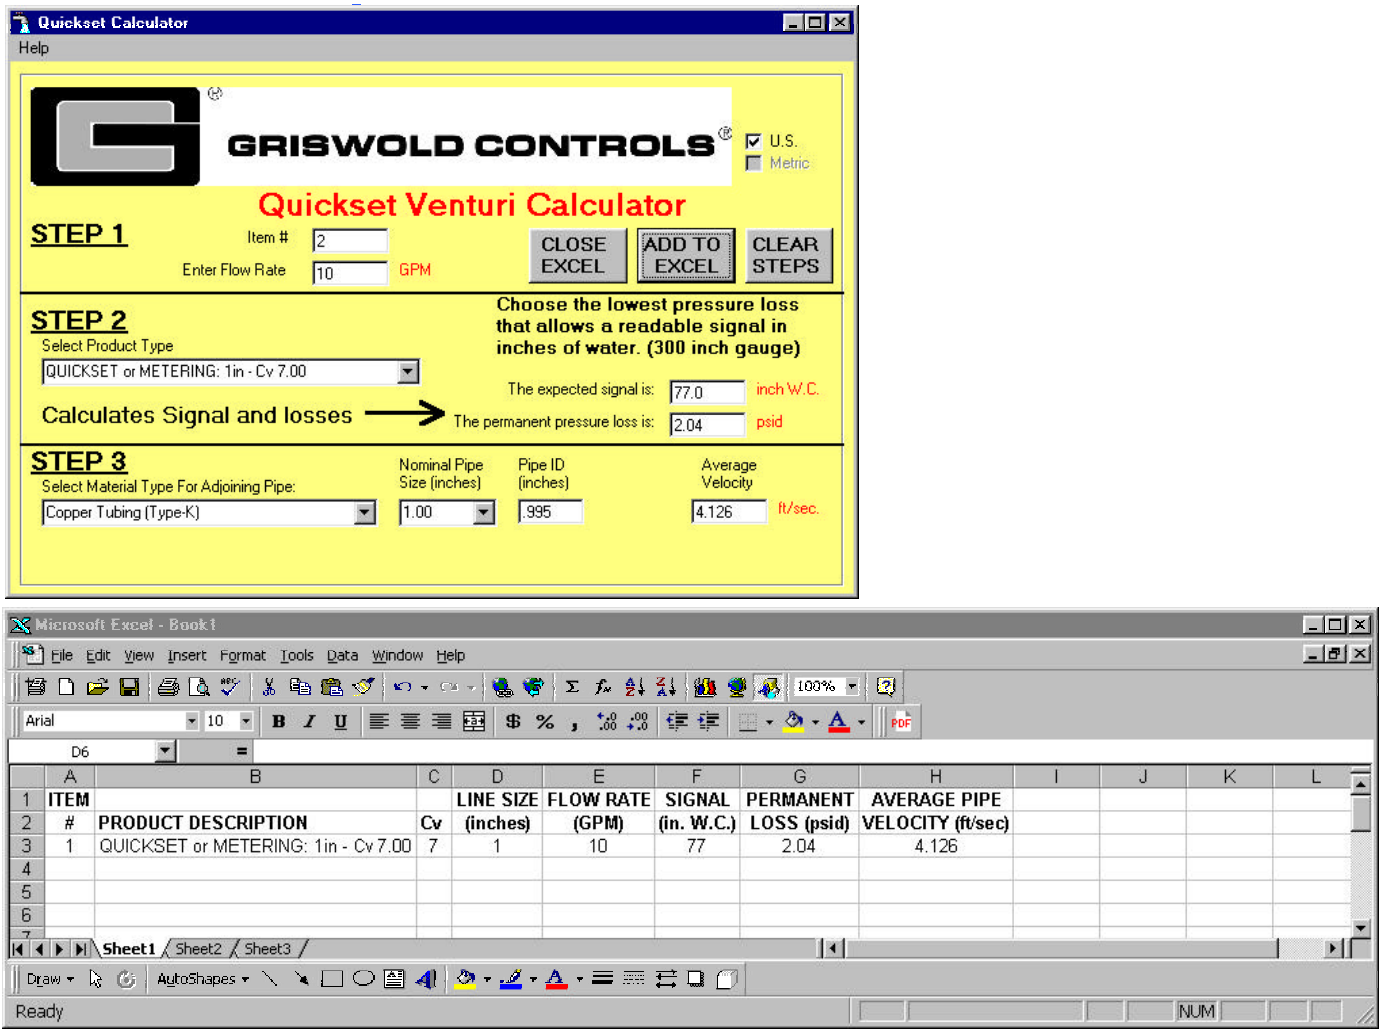 Quickset Calculator
Help
®
GRISWOLD CONTROLS®
U.S.
Metric
Quickset Venturi Calculator
STEP 1
Item # 2
Enter Flow Rate 10 GPM
CLOSE EXCEL
ADD TO EXCEL
CLEAR STEPS
STEP 2
Select Product Type
QUICKSET or METERING: 1in - Cv 7.00
Choose the lowest pressure loss
that allows a readable signal in
inches of water. (300 inch gauge)
Calculates Signal and losses
The expected signal is: 77.0 inch W.C.
The permanent pressure loss is: 2.04 psid
STEP 3
Select Material Type For Adjoining Pipe:
Copper Tubing (Type-K)
Nominal Pipe
Size (inches)
1.00
Pipe ID
(inches)
.995
Average
Velocity
4.126 ft/sec.
Microsoft Excel - Book1
File Edit View Insert Format Tools Data Window Help
100%
Arial 10 B I U $ % , PDF
D6 =
A B C D E F G H I J K L
1 ITEM LINE SIZE FLOW RATE SIGNAL PERMANENT AVERAGE PIPE
2 # PRODUCT DESCRIPTION Cv (inches) (GPM) (in. W.C.) LOSS (psid) VELOCITY (ft/sec)
3 1 QUICKSET or METERING: 1in - Cv 7.00 7 1 10 77 2.04 4.126
4
5
6
7
Sheet1 Sheet2 Sheet3
Draw AutoShapes
Ready NUM